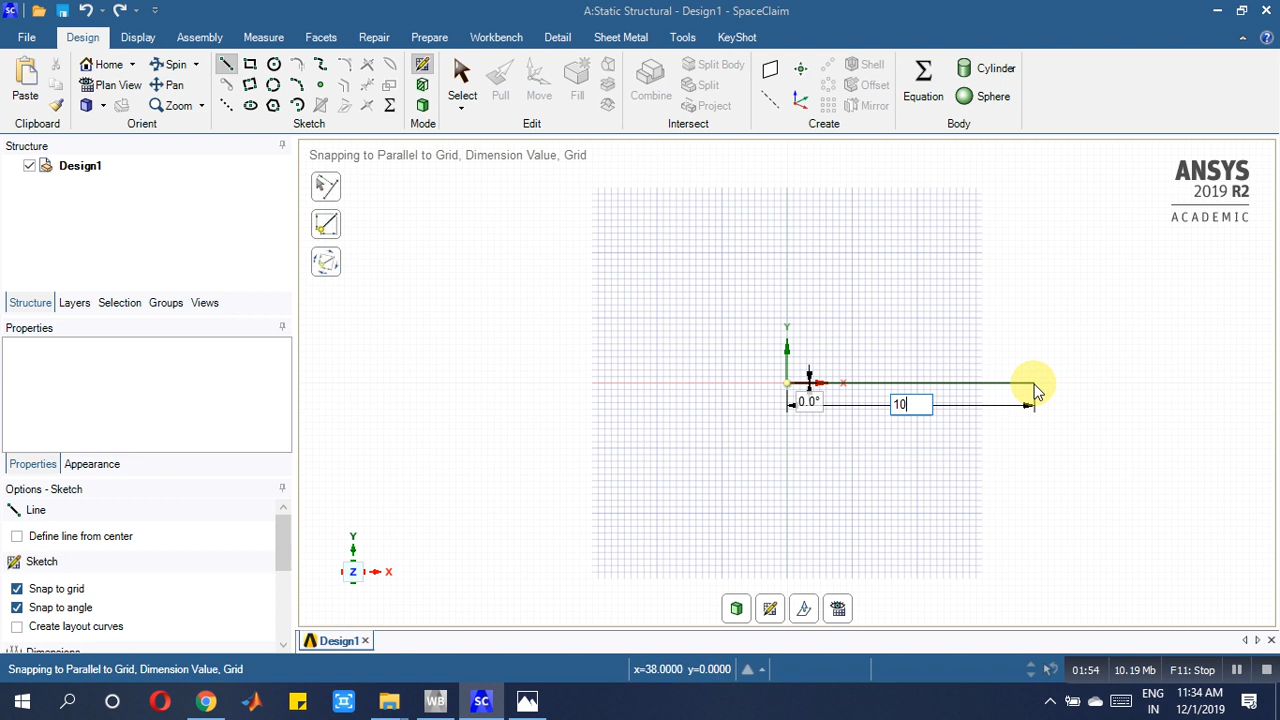 A:Static Structural - Design1 - SpaceClaim
File Design Display Assembly Measure Facets Repair Prepare Workbench Detail Sheet Metal Tools KeyShot
Paste
Clipboard
Home Spin
Plan View Pan
Zoom
Orient
Sketch
Mode
Select Pull Move Fill
Edit
Combine
Split Body
Split
Project
Intersect
Shell
Offset
Mirror
Create
Equation
Cylinder
Sphere
Body
Structure
Design1
Structure Layers Selection Groups Views
Properties
Properties Appearance
Options - Sketch
Line
Define line from center
Sketch
Snap to grid
Snap to angle
Create layout curves
Dimensions
Snapping to Parallel to Grid, Dimension Value, Grid
ANSYS
2019 R2
ACADEMIC
Y
X
0.0°
10
Y
Z X
Design1
Snapping to Parallel to Grid, Dimension Value, Grid
x=38.0000 y=0.0000
01:54 10.19 Mb F11: Stop
WB SC
ENG
IN
11:34 AM
12/1/2019